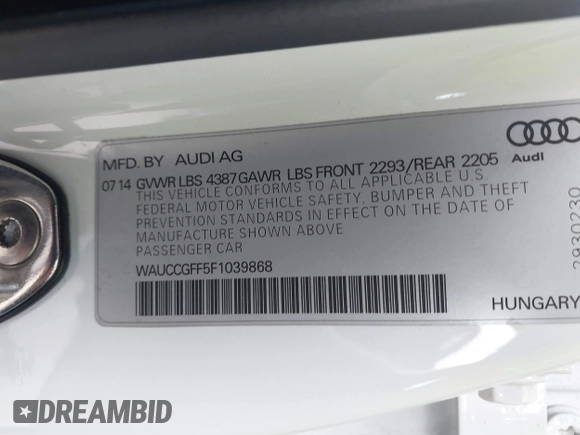 MFD. BY AUDI AG
Audi
07 14 GVWR LBS 4387 GAWR LBS FRONT 2293/REAR 2205
THIS VEHICLE CONFORMS TO ALL APPLICABLE U.S.
FEDERAL MOTOR VEHICLE SAFETY, BUMPER AND THEFT
PREVENTION STANDARDS IN EFFECT ON THE DATE OF
MANUFACTURE SHOWN ABOVE
PASSENGER CAR
WAUCCGFF5F1039868
2930230
HUNGARY
DREAMBID